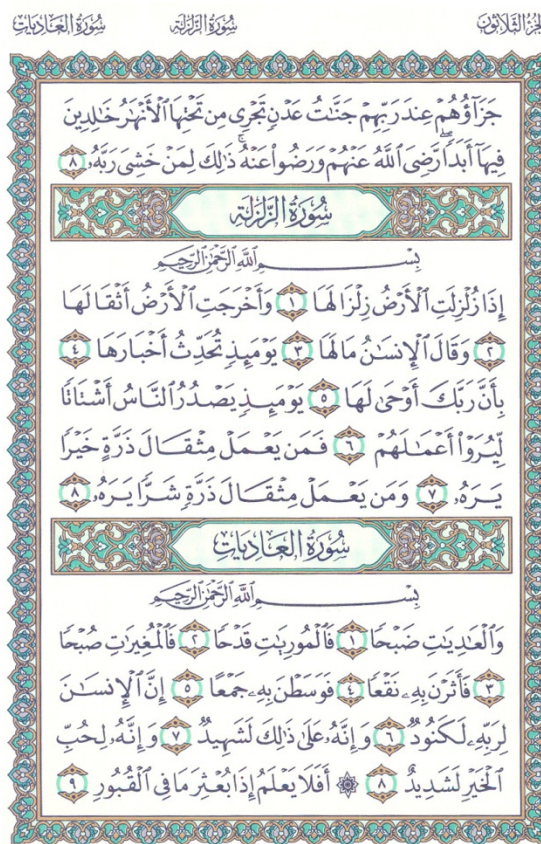 الجزء الثلاثون سورة الزلزلة سورة العاديات
جَزَآؤُهُمۡ عِندَ رَبِّهِمۡ جَنَّٰتُ عَدۡنٖ تَجۡرِي مِن تَحۡتِهَا ٱلۡأَنۡهَٰرُ خَٰلِدِينَ
فِيهَآ أَبَدٗاۖ رَّضِيَ ٱللَّهُ عَنۡهُمۡ وَرَضُواْ عَنۡهُۚ ذَٰلِكَ لِمَنۡ خَشِيَ رَبَّهُۥ ٨
سُورَةُ الزَّلْزَلَةِ
بِسۡمِ ٱللَّهِ ٱلرَّحۡمَٰنِ ٱلرَّحِيمِ
إِذَا زُلۡزِلَتِ ٱلۡأَرۡضُ زِلۡزَالَهَا ١ وَأَخۡرَجَتِ ٱلۡأَرۡضُ أَثۡقَالَهَا
٢ وَقَالَ ٱلۡإِنسَٰنُ مَا لَهَا ٣ يَوۡمَئِذٖ تُحَدِّثُ أَخۡبَارَهَا ٤
بِأَنَّ رَبَّكَ أَوۡحَىٰ لَهَا ٥ يَوۡمَئِذٖ يَصۡدُرُ ٱلنَّاسُ أَشۡتَاتٗا
لِّيُرَوۡاْ أَعۡمَٰلَهُمۡ ٦ فَمَن يَعۡمَلۡ مِثۡقَالَ ذَرَّةٍ خَيۡرٗا
يَرَهُۥ ٧ وَمَن يَعۡمَلۡ مِثۡقَالَ ذَرَّةٖ شَرّٗا يَرَهُۥ ٨
سُورَةُ العَادِيَاتِ
بِسۡمِ ٱللَّهِ ٱلرَّحۡمَٰنِ ٱلرَّحِيمِ
وَٱلۡعَٰدِيَٰتِ ضَبۡحٗا ١ فَٱلۡمُورِيَٰتِ قَدۡحٗا ٢ فَٱلۡمُغِيرَٰتِ صُبۡحٗا
٣ فَأَثَرۡنَ بِهِۦ نَقۡعٗا ٤ فَوَسَطۡنَ بِهِۦ جَمۡعًا ٥ إِنَّ ٱلۡإِنسَٰنَ
لِرَبِّهِۦ لَكَنُودٞ ٦ وَإِنَّهُۥ عَلَىٰ ذَٰلِكَ لَشَهِيدٞ ٧ وَإِنَّهُۥ لِحُبِّ
ٱلۡخَيۡرِ لَشَدِيدٌ ٨ ۞ أَفَلَا يَعۡلَمُ إِذَا بُعۡثِرَ مَا فِي ٱلۡقُبُورِ ٩